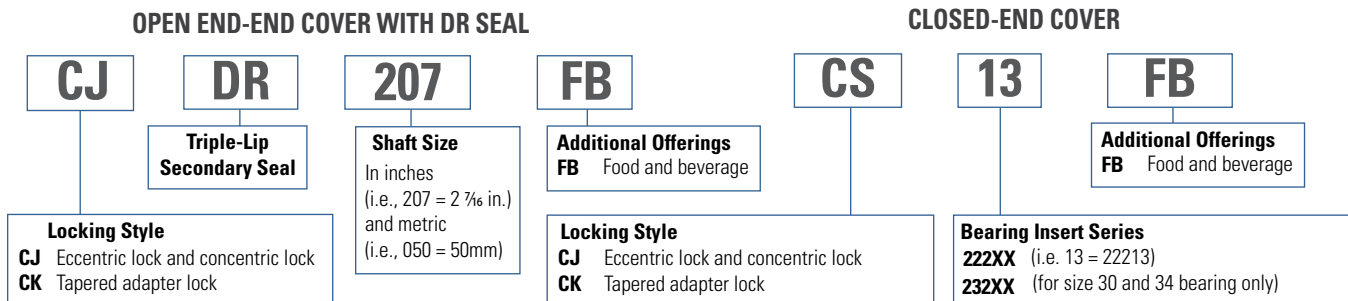 OPEN END-END COVER WITH DR SEAL
CJ
DR
207
FB
Triple-Lip
Secondary Seal
Shaft Size
In inches
(i.e., 207 = 2 7⁄16 in.)
and metric
(i.e., 050 = 50mm)
Additional Offerings
FB Food and beverage
Locking Style
CJ Eccentric lock and concentric lock
CK Tapered adapter lock
CLOSED-END COVER
CS
13
FB
Additional Offerings
FB Food and beverage
Locking Style
CJ Eccentric lock and concentric lock
CK Tapered adapter lock
Bearing Insert Series
222XX (i.e. 13 = 22213)
232XX (for size 30 and 34 bearing only)